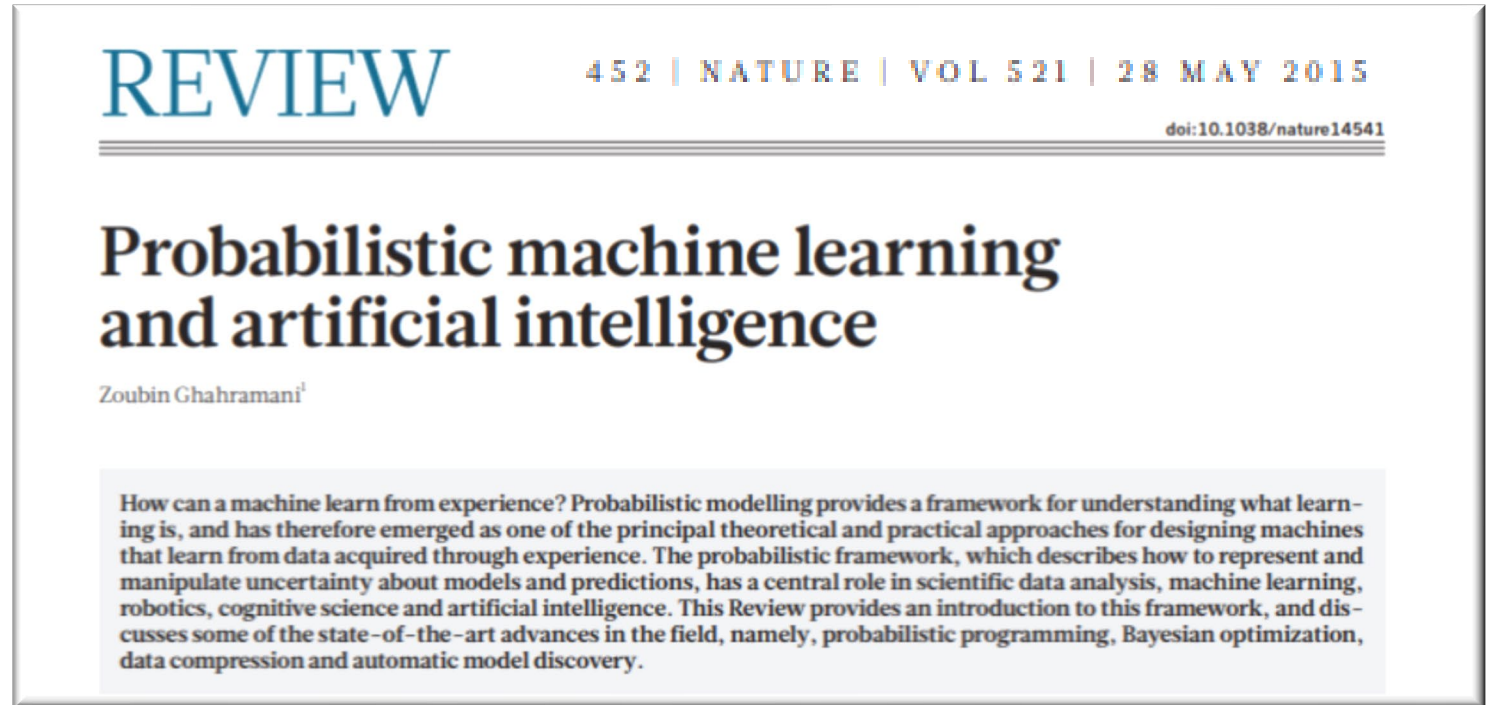 REVIEW
452 | NATURE | VOL 521 | 28 MAY 2015
doi:10.1038/nature14541
Probabilistic machine learning
and artificial intelligence
Zoubin Ghahramani¹
How can a machine learn from experience? Probabilistic modelling provides a framework for understanding what learn-
ing is, and has therefore emerged as one of the principal theoretical and practical approaches for designing machines
that learn from data acquired through experience. The probabilistic framework, which describes how to represent and
manipulate uncertainty about models and predictions, has a central role in scientific data analysis, machine learning,
robotics, cognitive science and artificial intelligence. This Review provides an introduction to this framework, and dis-
cusses some of the state-of-the-art advances in the field, namely, probabilistic programming, Bayesian optimization,
data compression and automatic model discovery.